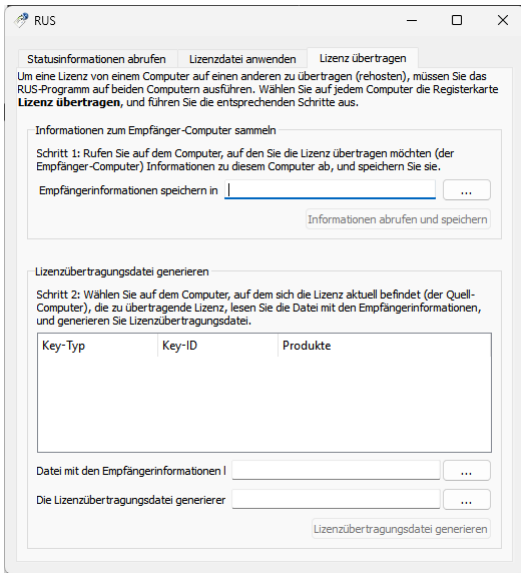 RUS
Statusinformationen abrufen Lizenzdatei anwenden Lizenz übertragen
Um eine Lizenz von einem Computer auf einen anderen zu übertragen (rehosten), müssen Sie das
RUS-Programm auf beiden Computern ausführen. Wählen Sie auf jedem Computer die Registerkarte
Lizenz übertragen, und führen Sie die entsprechenden Schritte aus.
Informationen zum Empfänger-Computer sammeln
Schritt 1: Rufen Sie auf dem Computer, auf den Sie die Lizenz übertragen möchten (der
Empfänger-Computer) Informationen zu diesem Computer ab, und speichern Sie sie.
Empfängerinformationen speichern in ...
Informationen abrufen und speichern
Lizenzübertragungsdatei generieren
Schritt 2: Wählen Sie auf dem Computer, auf dem sich die Lizenz aktuell befindet (der Quell-
Computer), die zu übertragende Lizenz, lesen Sie die Datei mit den Empfängerinformationen,
und generieren Sie Lizenzübertragungsdatei.
Key-Typ Key-ID Produkte
Datei mit den Empfängerinformationen l ...
Die Lizenzübertragungsdatei generierer ...
Lizenzübertragungsdatei generieren